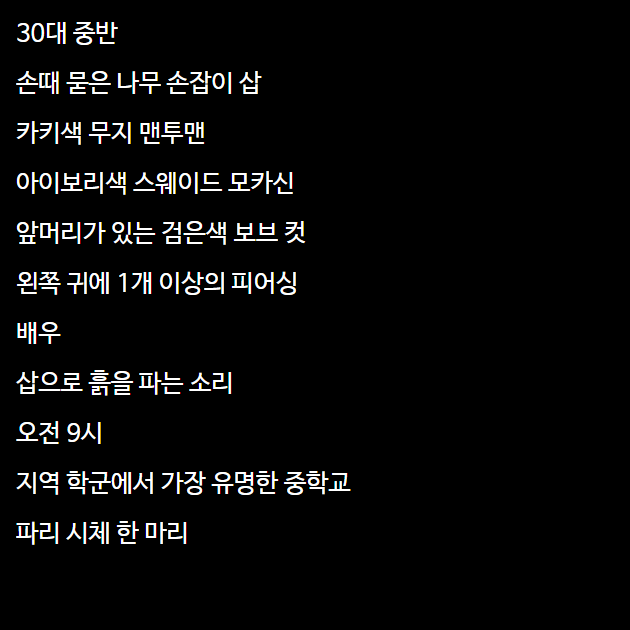 30대 중반
손때 묻은 나무 손잡이 삽
카키색 무지 맨투맨
아이보리색 스웨이드 모카신
앞머리가 있는 검은색 보브 컷
왼쪽 귀에 1개 이상의 피어싱
배우
삽으로 흙을 파는 소리
오전 9시
지역 학군에서 가장 유명한 중학교
파리 시체 한 마리